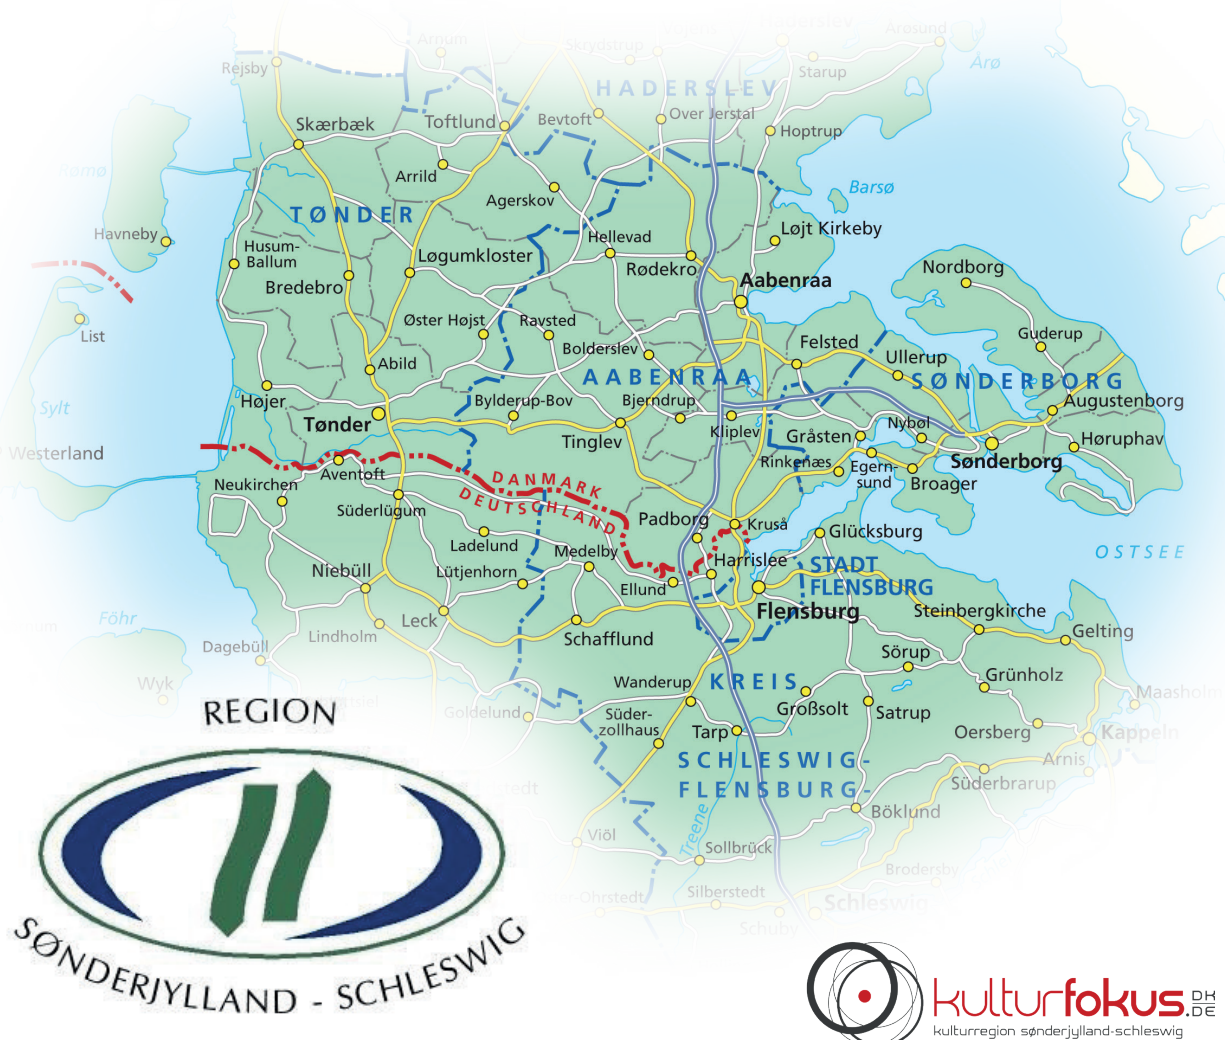 Haderslev
Arnum
Skrydstrup
Arøsund
Rejsby
Starup
Årø
HADERSLEV
Skærbæk
Toftlund
Bevtoft
Over Jerstal
Hoptrup
Arrild
Agerskov
Barsø
TØNDER
Havneby
Husum-
Ballum
Løgumkloster
Hellevad
Løjt Kirkeby
Rødekro
Bredebro
Aabenraa
Nordborg
List
Øster Højst
Ravsted
Bolderslev
Felsted
Guderup
Ullerup
Abild
AABENRAA
SØNDERBORG
Sylt
Højer
Bylderup-Bov
Bjerndrup
Augustenborg
Tønder
Tinglev
Kliplev
Gråsten
Nybøl
Høruphav
Westerland
Rinkenæs
Egern-
sund
Sønderborg
Broager
Aventoft
Neukirchen
DANMARK
DEUTSCHLAND
Süderlügum
Padborg
Kruså
Glücksburg
Ladelund
Medelby
Harrislee
OSTSEE
Niebüll
Lütjenhorn
Ellund
STADT
FLENSBURG
Flensburg
Föhr
Leck
Lindholm
Schafflund
Steinbergkirche
Gelting
Dagebüll
Sörup
Wyk
Wanderup
KREIS
Grünholz
Maasholm
Goldelund
Süder-
zollhaus
Großsolt
Satrup
Tarp
Oersberg
Kappeln
SCHLESWIG-
FLENSBURG-
Arnis
Süderbrarup
Böklund
Treene
Viöl
Sollbrück
Brodersby
Silberstedt
Schleswig
Schuby
REGION
SØNDERJYLLAND - SCHLESWIG
kulturfokus.DK
DE
kulturregion sønderjylland-schleswig